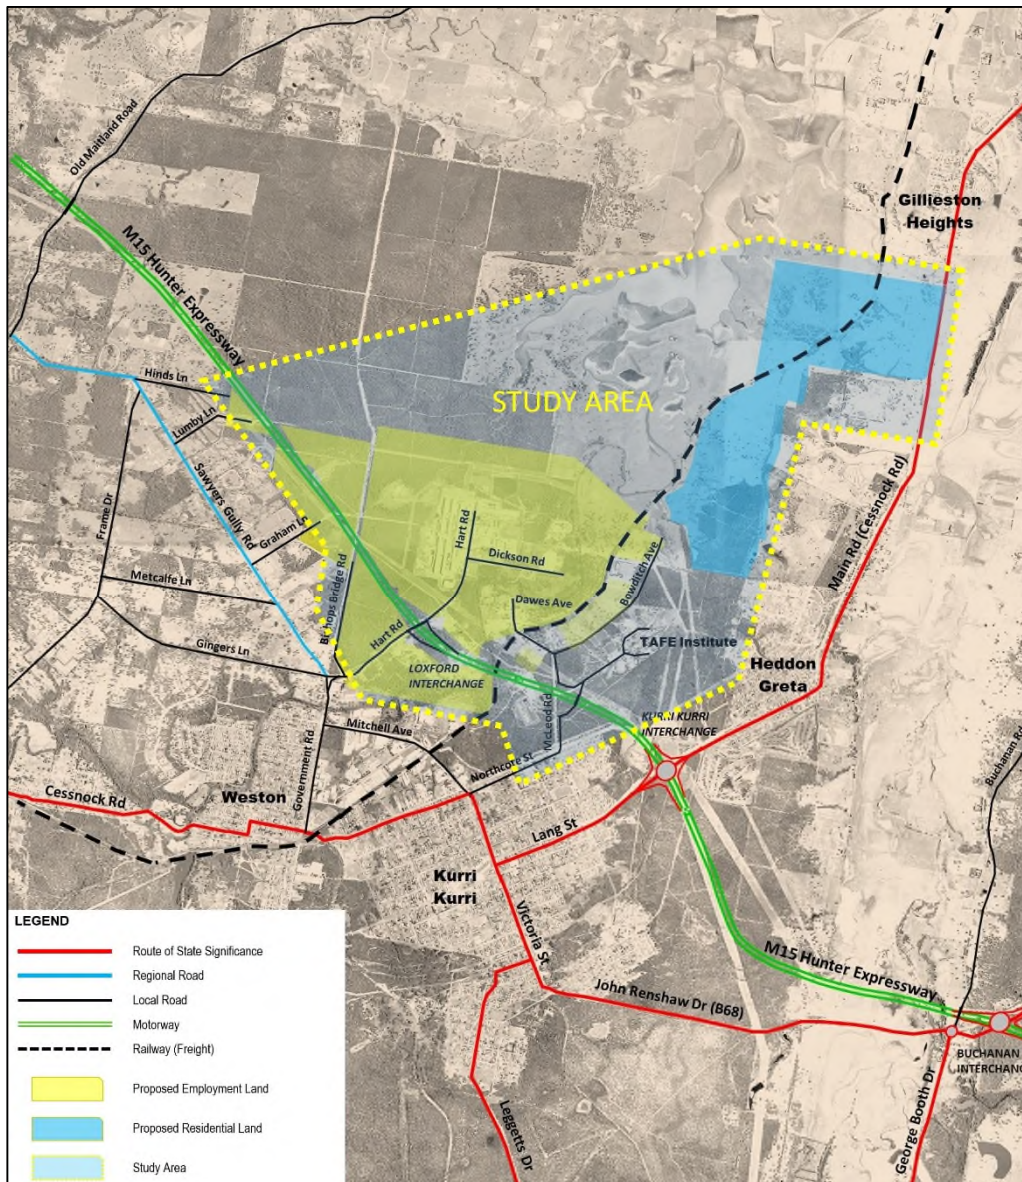 Old Maitland Road
M15 Hunter Expressway
Gillieston
Heights
Hinds Ln
Lumby Ln
STUDY AREA
Sawyers Gully Rd
Graham Ln
Frame Dr
Metcalfe Ln
Gingers Ln
Bishops Bridge Rd
Hart Rd
Hart Rd
Dickson Rd
Dawes Ave
Bowditch Ave
TAFE Institute
Main Rd (Cessnock Rd)
LOXFORD
INTERCHANGE
Heddon
Greta
KURRI KURRI
INTERCHANGE
McLeod Rd
Mitchell Ave
Northcote St
Government Rd
Buchanan Rd
Cessnock Rd
Weston
Lang St
Kurri
Kurri
Victoria St
M15 Hunter Expressway
John Renshaw Dr (B68)
BUCHANAN
INTERCHANG
George Booth Dr
Leggetts Dr
LEGEND
Route of State Significance
Regional Road
Local Road
Motorway
Railway (Freight)
Proposed Employment Land
Proposed Residential Land
Study Area